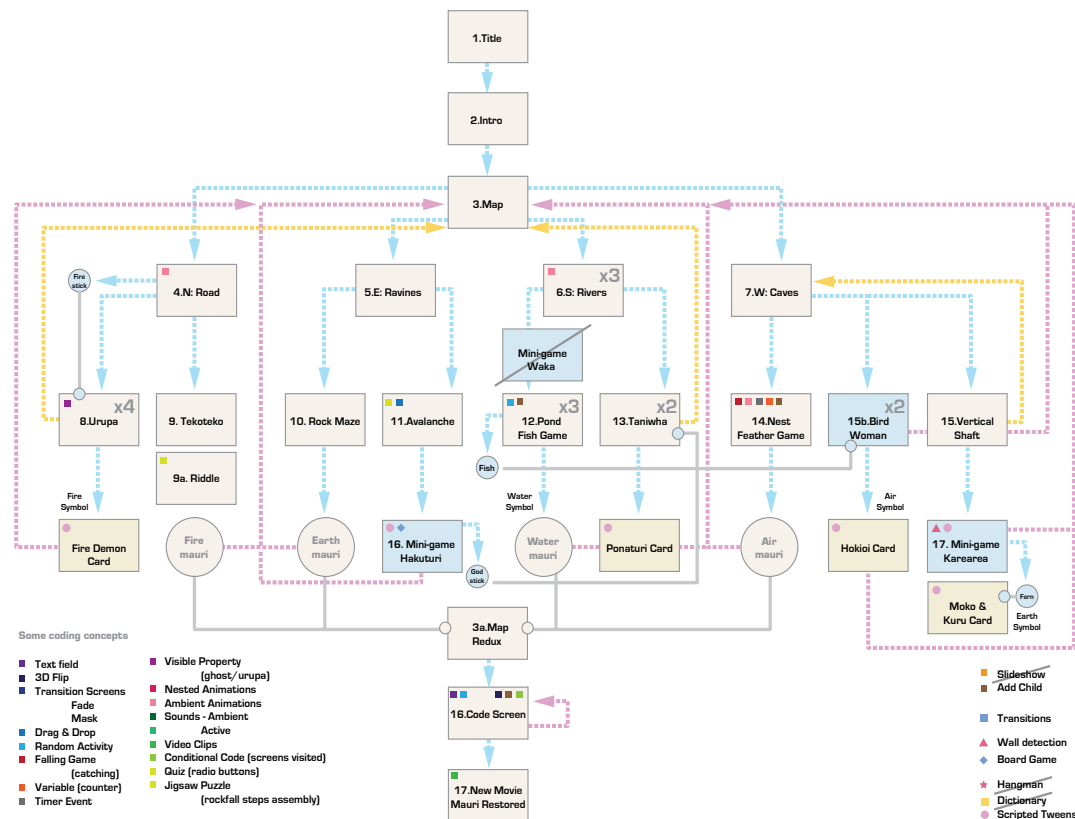 1.Title
2.Intro
3.Map
Fire
stick
4.N: Road
5.E: Ravines
x3
6.S: Rivers
7.W: Caves
Mini-game
Waka
x4
8.Urupa
9. Tekoteko
10. Rock Maze
11.Avalanche
x3
12.Pond
Fish Game
x2
13.Taniwha
14.Nest
Feather Game
x2
15b.Bird
Woman
15.Vertical
Shaft
9a. Riddle
Fish
Fire
Symbol
Water
Symbol
Air
Symbol
Fire Demon
Card
Fire
mauri
Earth
mauri
16. Mini-game
Hakuturi
God
stick
Water
mauri
Ponaturi Card
Air
mauri
Hokioi Card
17. Mini-game
Karearea
Moko &
Kuru Card
Fern
Earth
Symbol
3a.Map
Redux
16.Code Screen
17.New Movie
Mauri Restored
Some coding concepts
Text field
3D Flip
Transition Screens
Fade
Mask
Drag & Drop
Random Activity
Falling Game
(catching)
Variable (counter)
Timer Event
Visible Property
(ghost/urupa)
Nested Animations
Ambient Animations
Sounds - Ambient
Active
Video Clips
Conditional Code (screens visited)
Quiz (radio buttons)
Jigsaw Puzzle
(rockfall steps assembly)
Slideshow
Add Child
Transitions
Wall detection
Board Game
Hangman
Dictionary
Scripted Tweens